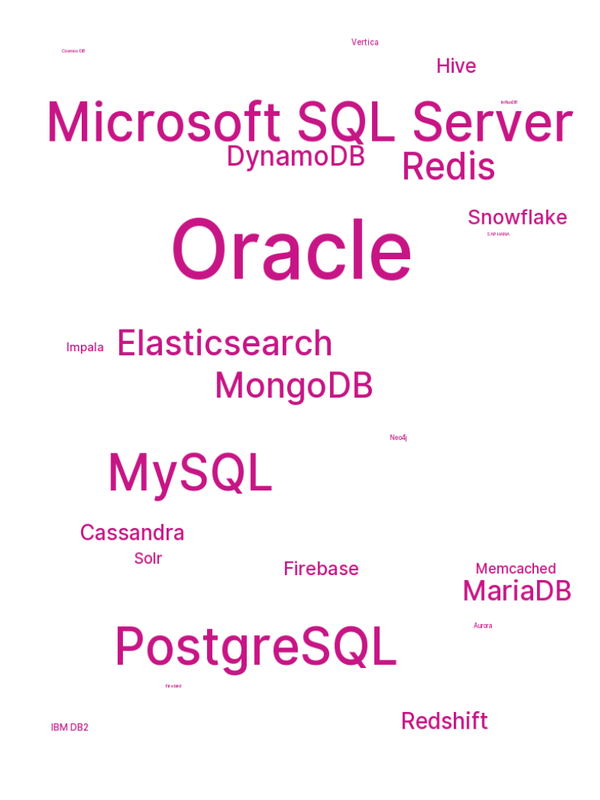 Vertica
Cosmos DB
Hive
InfluxDB
Microsoft SQL Server
DynamoDB
Redis
Snowflake
SAP HANA
Oracle
Impala Elasticsearch
MongoDB
Neo4j
MySQL
Cassandra
Solr
Firebase
Memcached
MariaDB
Aurora
PostgreSQL
Redshift
IBM DB2